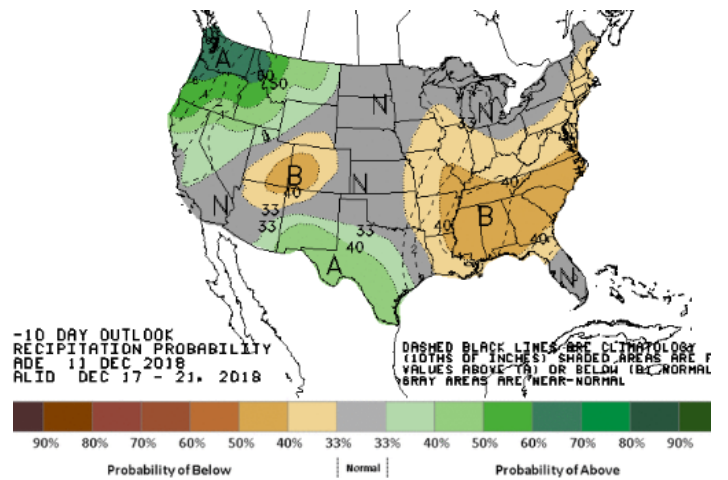 A
60
50
N
N
33
B
40
N
33
33
N
33
40
A
40
B
40
40
N
-10 DAY OUTLOOK
RECIPITATION PROBABILITY
ADE 11 DEC 2018
ALID DEC 17 - 21, 2018
DASHED BLACK LINES ARE CLIMATOLOGY
(10THS OF INCHES) SHADED AREAS ARE F
VALUES ABOVE (A) OR BELOW (B) NORMAL
GRAY AREAS ARE NEAR-NORMAL
90% 80% 70% 60% 50% 40% 33% 33% 40% 50% 60% 70% 80% 90%
Probability of Below Normal Probability of Above